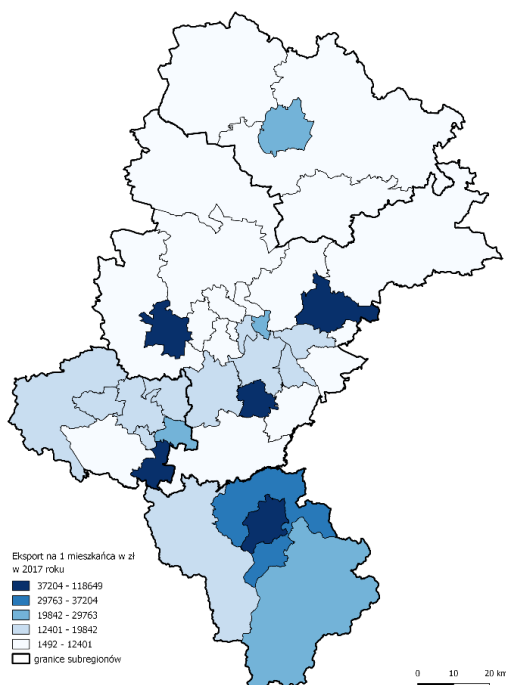 Eksport na 1 mieszkańca w zł
w 2017 roku
37204 - 118649
29763 - 37204
19842 - 29763
12401 - 19842
1492 - 12401
granice subregionów
0 10 20 km